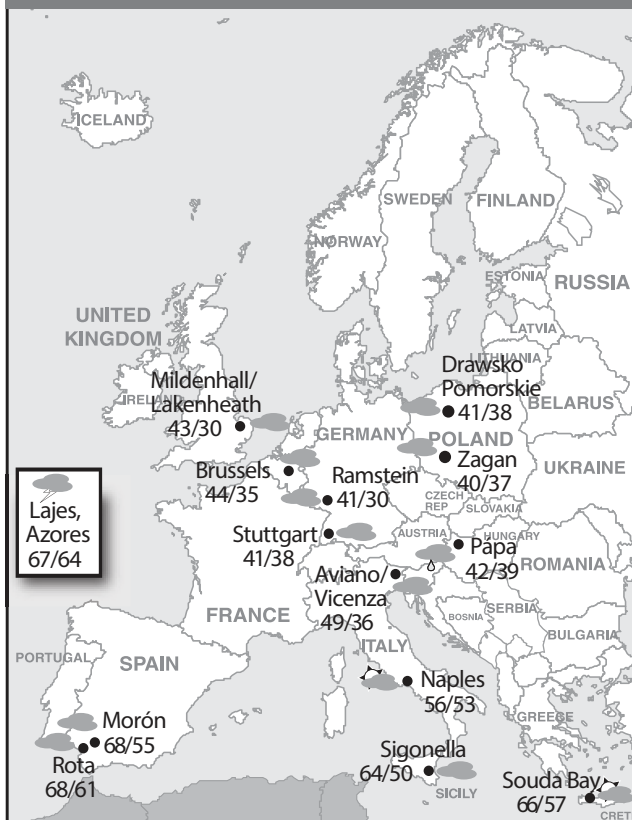 ICELAND
SWEDEN
FINLAND
NORWAY
ESTONIA
RUSSIA
LATVIA
LITHUANIA
UNITED
KINGDOM
IRELAND
Mildenhall/
Lakenheath
43/30
Drawsko
Pomorskie
41/38
BELARUS
GERMANY
POLAND
Zagan
40/37
Brussels
44/35
Ramstein
41/30
UKRAINE
CZECH
REP
SLOVAKIA
Lajes,
Azores
67/64
Stuttgart
41/38
AUSTRIA
HUNGARY
Pápa
42/39
ROMANIA
Aviano/
Vicenza
49/36
FRANCE
BOSNIA
SERBIA
BULGARIA
ITALY
PORTUGAL
SPAIN
Naples
56/53
GREECE
Morón
68/55
Rota
68/61
Sigonella
64/50
SICILY
Souda Bay
66/57
CRETE